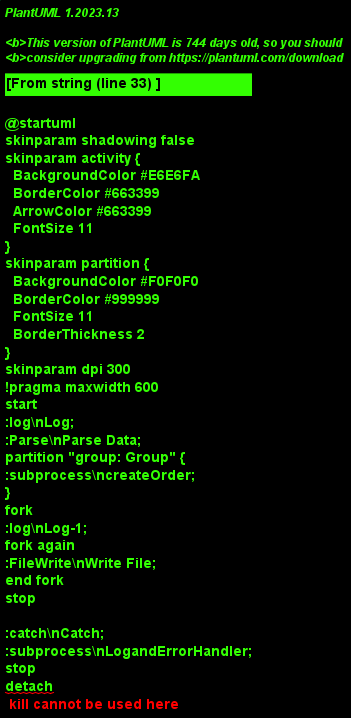 PlantUML 1.2023.13
<b>This version of PlantUML is 744 days old, so you should
<b>consider upgrading from https://plantuml.com/download
[From string (line 33) ]
@startuml
skinparam shadowing false
skinparam activity {
BackgroundColor #E6E6FA
BorderColor #663399
ArrowColor #663399
FontSize 11
}
skinparam partition {
BackgroundColor #F0F0F0
BorderColor #999999
FontSize 11
BorderThickness 2
}
skinparam dpi 300
!pragma maxwidth 600
start
:log\nLog;
:Parse\nParse Data;
partition "group: Group" {
:subprocess\ncreateOrder;
}
fork
:log\nLog-1;
fork again
:FileWrite\nWrite File;
end fork
stop
:catch\nCatch;
:subprocess\nLogandErrorHandler;
stop
detach
kill cannot be used here